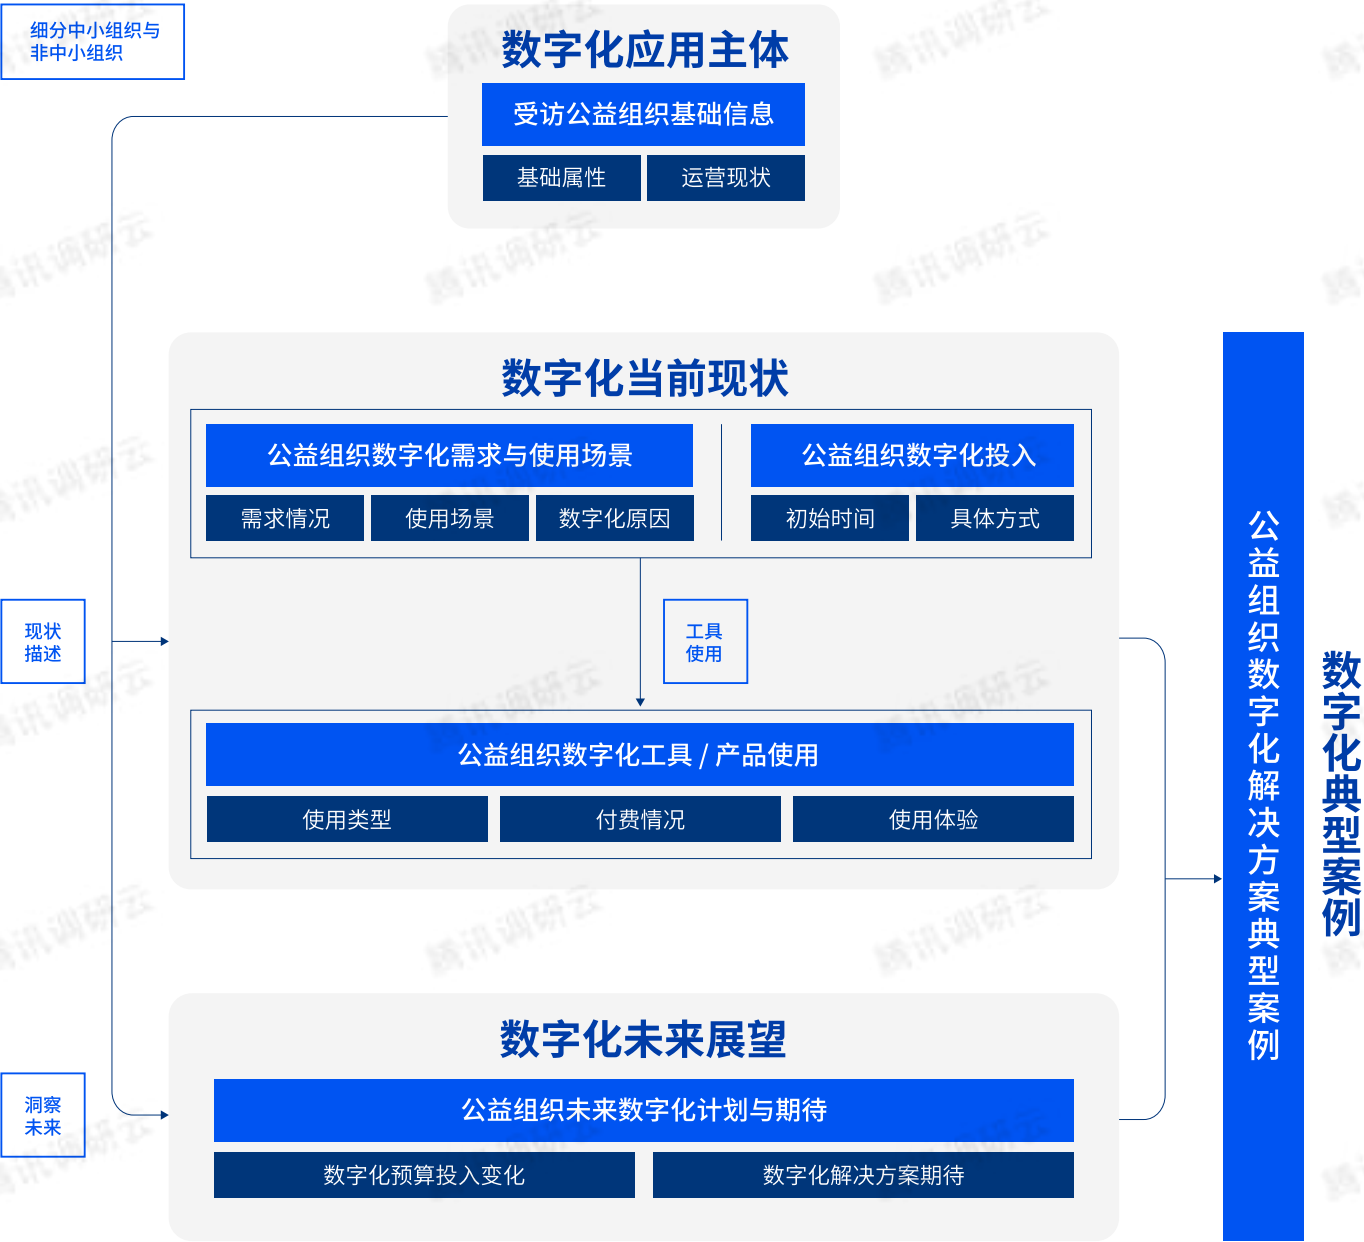 细分中小组织与
非中小组织
数字化应用主体
受访公益组织基础信息
基础属性
运营现状
数字化当前现状
公益组织数字化需求与使用场景
公益组织数字化投入
需求情况
使用场景
数字化原因
初始时间
具体方式
现状
描述
工具
使用
公益组织数字化工具 / 产品使用
使用类型
付费情况
使用体验
数字化未来展望
洞察
未来
公益组织未来数字化计划与期待
数字化预算投入变化
数字化解决方案期待
公益组织数字化解决方案典型案例
数字化典型案例
腾讯调研云